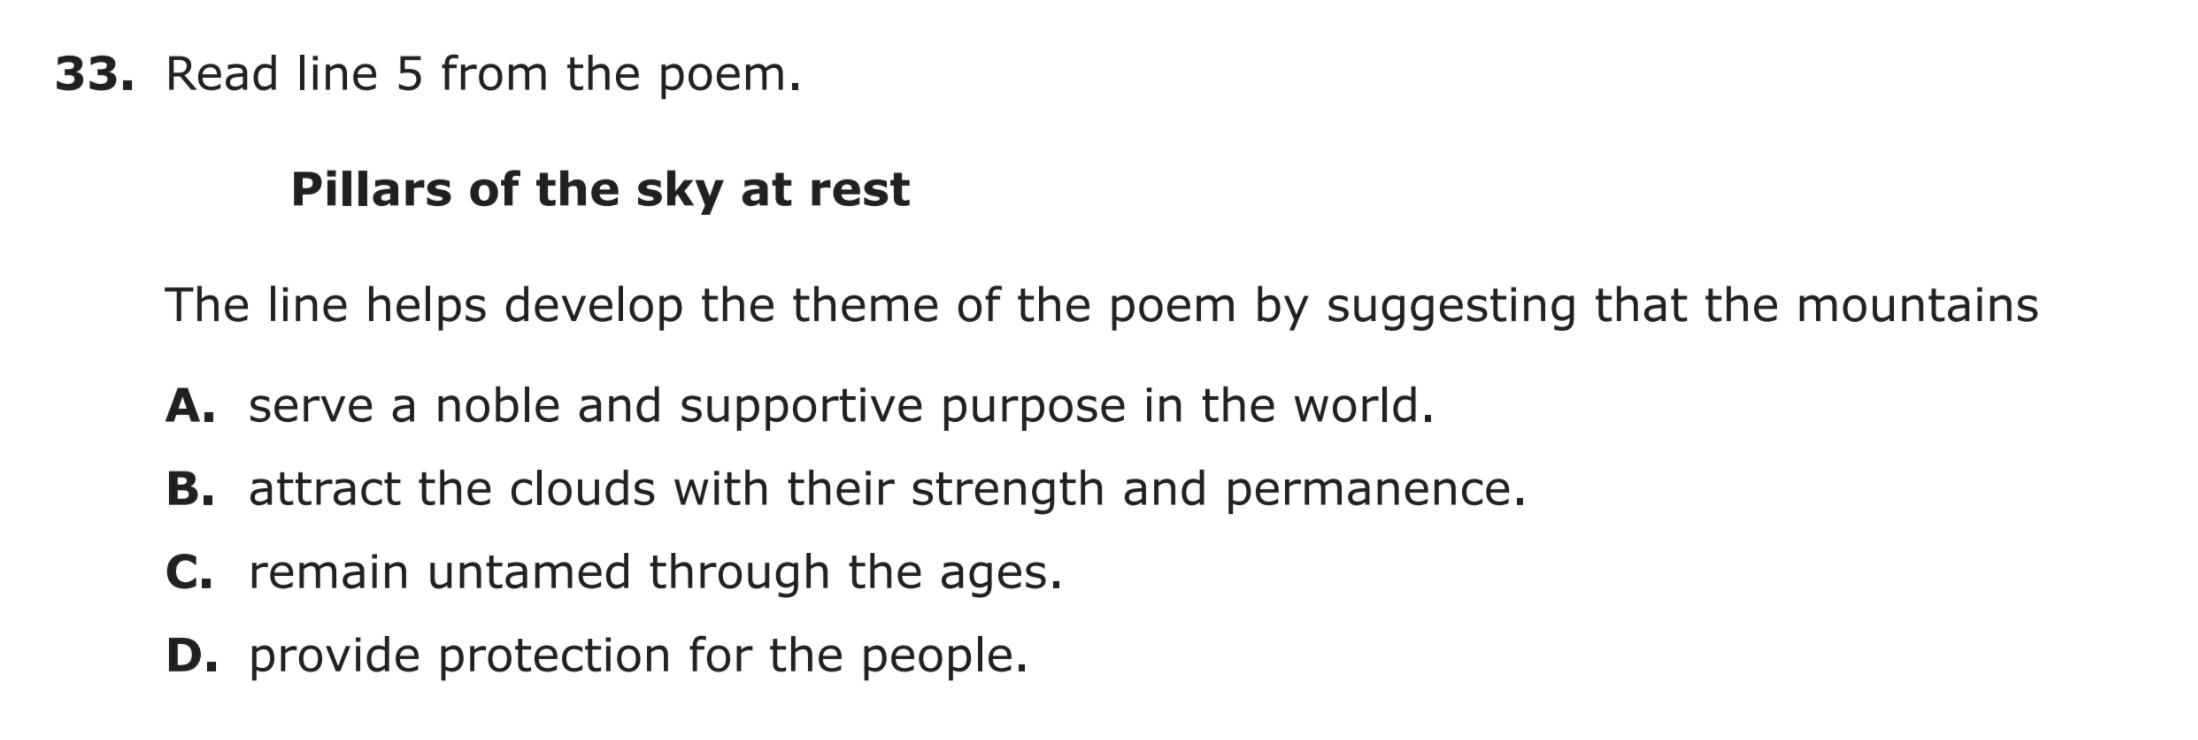 33. Read line 5 from the poem.
Pillars of the sky at rest
The line helps develop the theme of the poem by suggesting that the mountains
A. serve a noble and supportive purpose in the world.
B. attract the clouds with their strength and permanence.
C. remain untamed through the ages.
D. provide protection for the people.